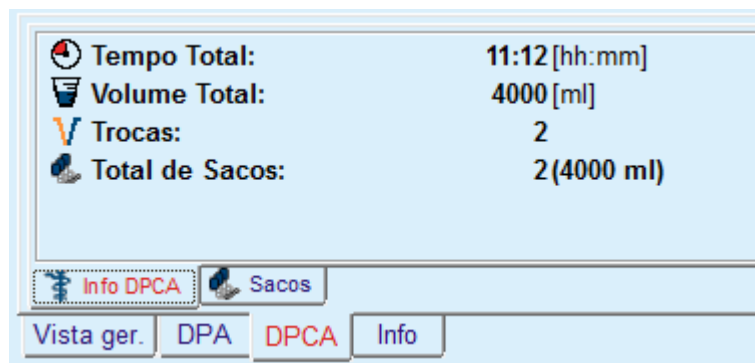 Tempo Total: 11:12 [hh:mm]
Volume Total: 4000 [ml]
Trocas: 2
Total de Sacos: 2 (4000 ml)
Info DPCA Sacos
Vista ger. DPA DPCA Info